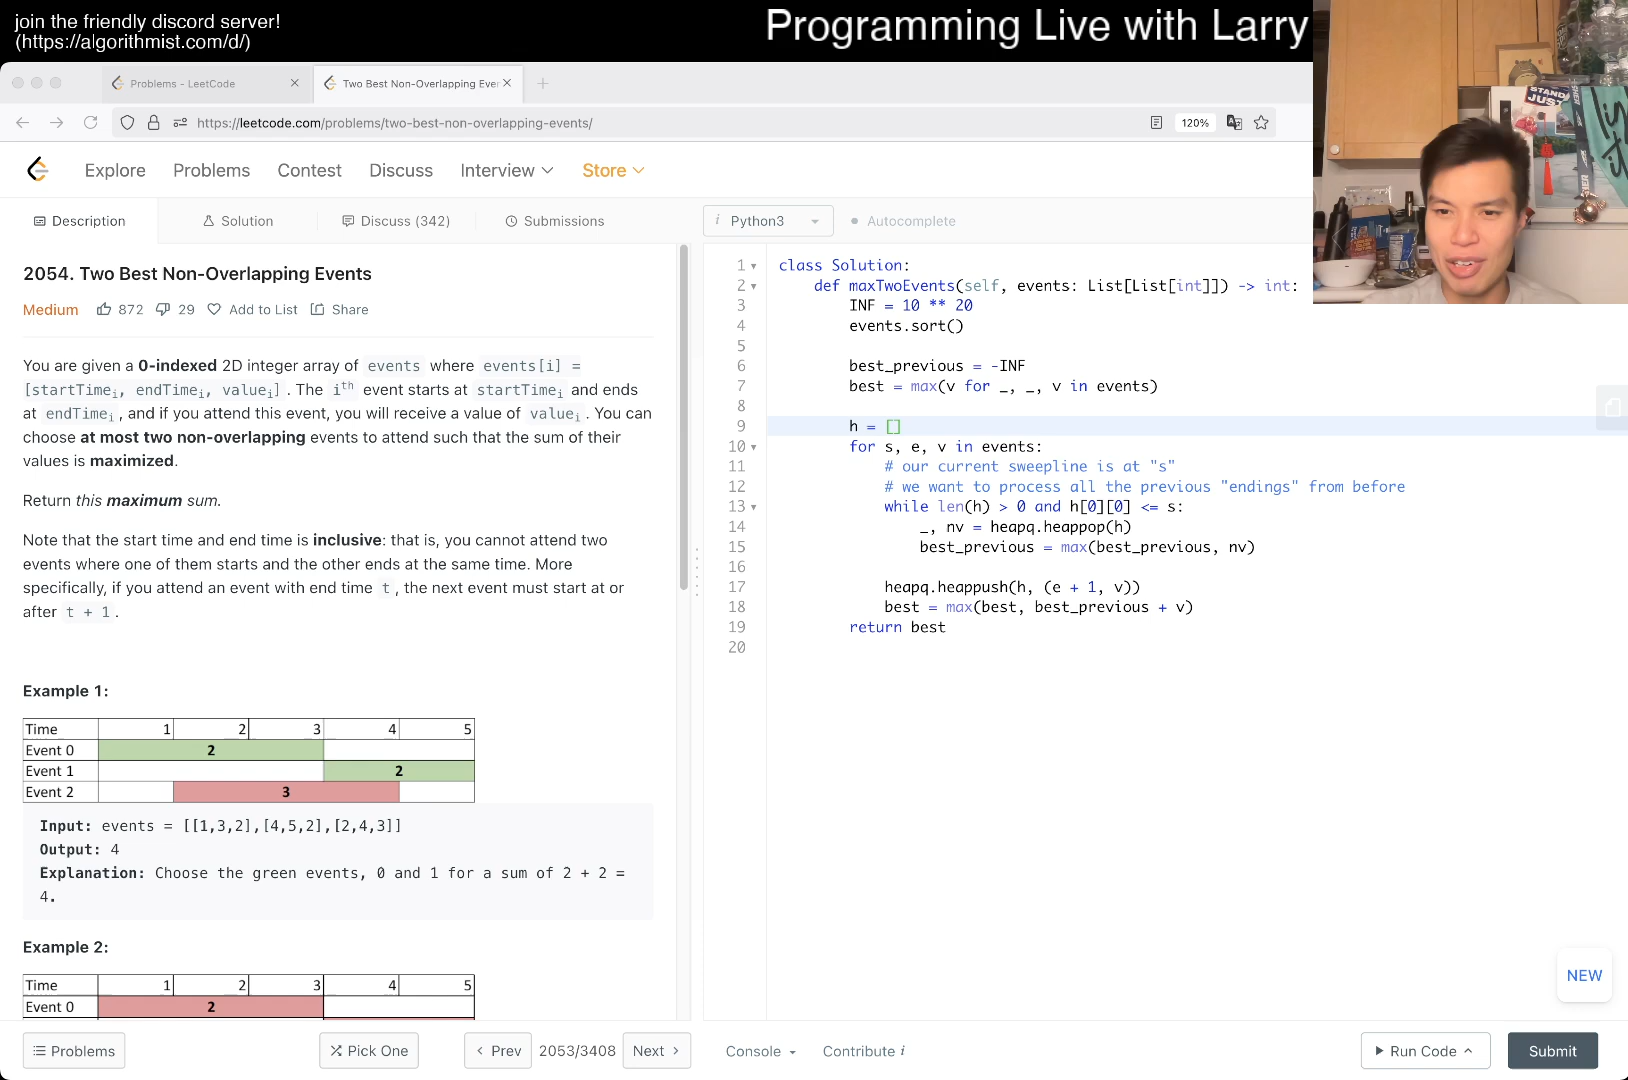 join the friendly discord server!
(https://algorithmist.com/d/)
Programming Live with Larry
Problems - LeetCode
Two Best Non-Overlapping Ever
https://leetcode.com/problems/two-best-non-overlapping-events/
120%
Explore Problems Contest Discuss Interview Store
Description Solution Discuss (342) Submissions
i Python3 Autocomplete
2054. Two Best Non-Overlapping Events
Medium 872 29 Add to List Share
You are given a 0-indexed 2D integer array of events where events[i] =
[startTimei, endTimei, valuei]. The ith event starts at startTimei and ends
at endTimei, and if you attend this event, you will receive a value of valuei. You can
choose at most two non-overlapping events to attend such that the sum of their
values is maximized.
Return this maximum sum.
Note that the start time and end time is inclusive: that is, you cannot attend two
events where one of them starts and the other ends at the same time. More
specifically, if you attend an event with end time t, the next event must start at or
after t + 1.
Example 1:
Time 1 2 3 4 5
Event 0 2
Event 1 2
Event 2 3
Input: events = [[1,3,2],[4,5,2],[2,4,3]]
Output: 4
Explanation: Choose the green events, 0 and 1 for a sum of 2 + 2 =
4.
Example 2:
Time 1 2 3 4 5
Event 0 2
1 class Solution:
2 def maxTwoEvents(self, events: List[List[int]]) -> int:
3 INF = 10 ** 20
4 events.sort()
5
6 best_previous = -INF
7 best = max(v for _, _, v in events)
8
9 h = []
10 for s, e, v in events:
11 # our current sweepline is at "s"
12 # we want to process all the previous "endings" from before
13 while len(h) > 0 and h[0][0] <= s:
14 _, nv = heapq.heappop(h)
15 best_previous = max(best_previous, nv)
16
17 heapq.heappush(h, (e + 1, v))
18 best = max(best, best_previous + v)
19 return best
20
STAND
JUS
NEW
Problems Pick One Prev 2053/3408 Next Console Contribute i Run Code Submit